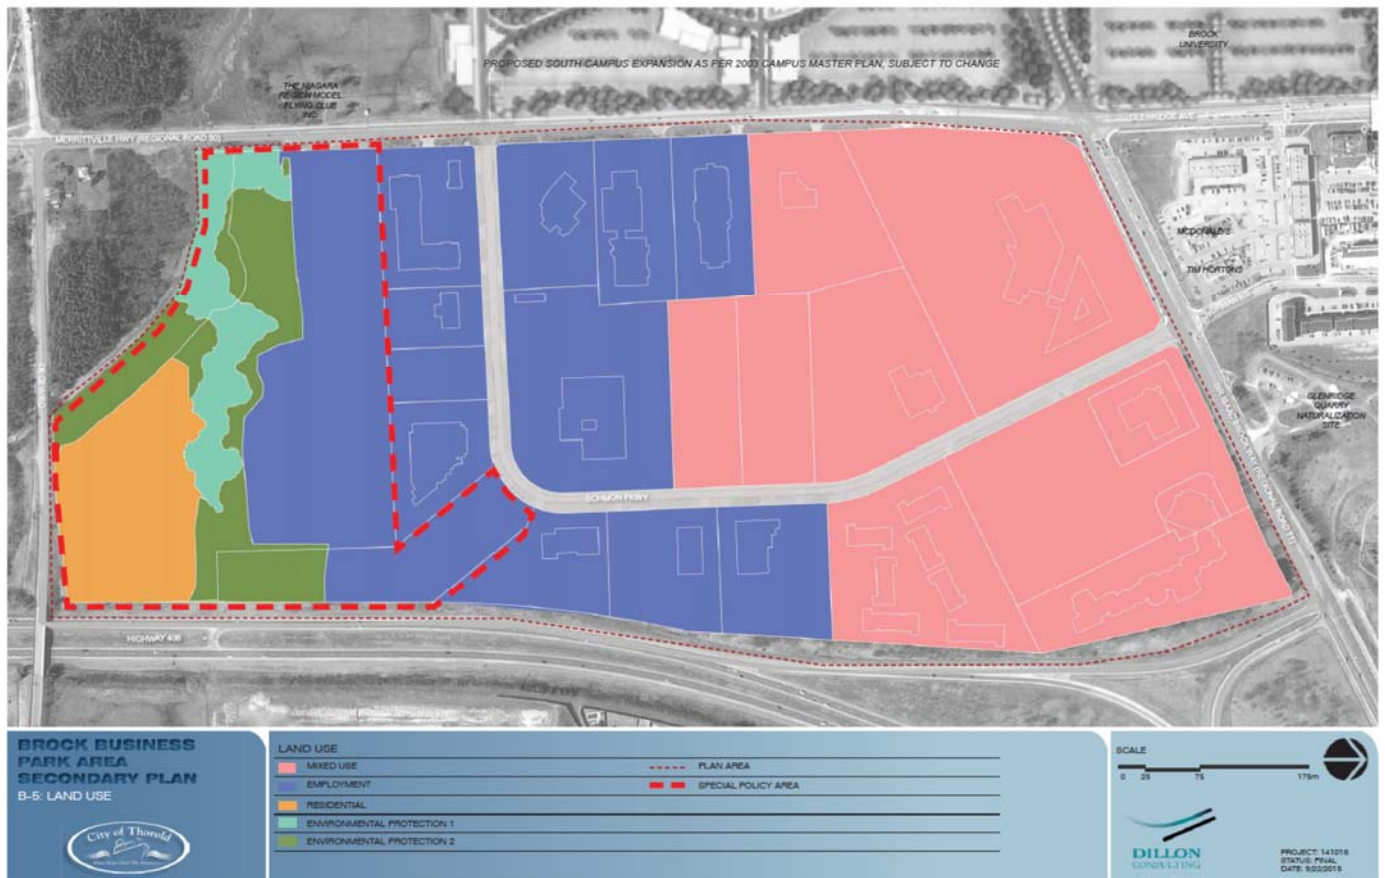 PROPOSED SOUTH CAMPUS EXPANSION AS PER 2003 CAMPUS MASTER PLAN, SUBJECT TO CHANGE
BROCK
UNIVERSITY
THE NIAGARA
REGION MODEL
FLYING CLUB
INC.
MERRITTVILLE HWY (REGIONAL ROAD 50)
GLENRIDGE AVE
MCDONALD'S
TIM HORTONS
GLENRIDGE
QUARRY
NATURALIZATION
SITE
SCHMON PKWY
HIGHWAY 406
BROCK BUSINESS
PARK AREA
SECONDARY PLAN
B-5: LAND USE
City of Thorold
LAND USE
MIXED USE
EMPLOYMENT
RESIDENTIAL
ENVIRONMENTAL PROTECTION 1
ENVIRONMENTAL PROTECTION 2
PLAN AREA
SPECIAL POLICY AREA
SCALE
0 25 75 175m
DILLON
CONSULTING
PROJECT: 141016
STATUS: FINAL
DATE: 9/22/2015